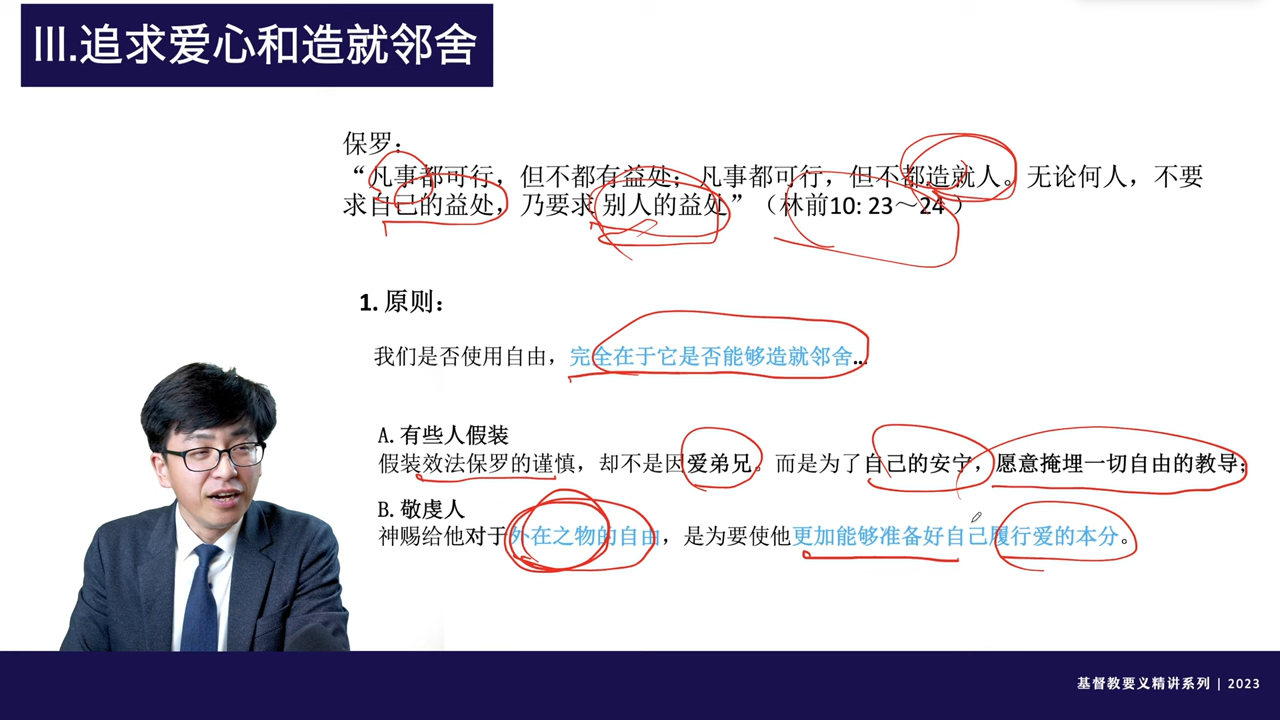 III.追求爱心和造就邻舍
保罗：
“凡事都可行，但不都有益处；凡事都可行，但不都造就人。无论何人，不要
求自己的益处，乃要求 别人的益处”（林前10: 23～24 ）
1. 原则：
我们是否使用自由，完全在于它是否能够造就邻舍…
A. 有些人假装
假装效法保罗的谨慎，却不是因爱弟兄。而是为了自己的安宁，愿意掩埋一切自由的教导；
B. 敬虔人
神赐给他对于外在之物的自由，是为要使他更加能够准备好自己履行爱的本分。
基督教要义精讲系列 | 2023